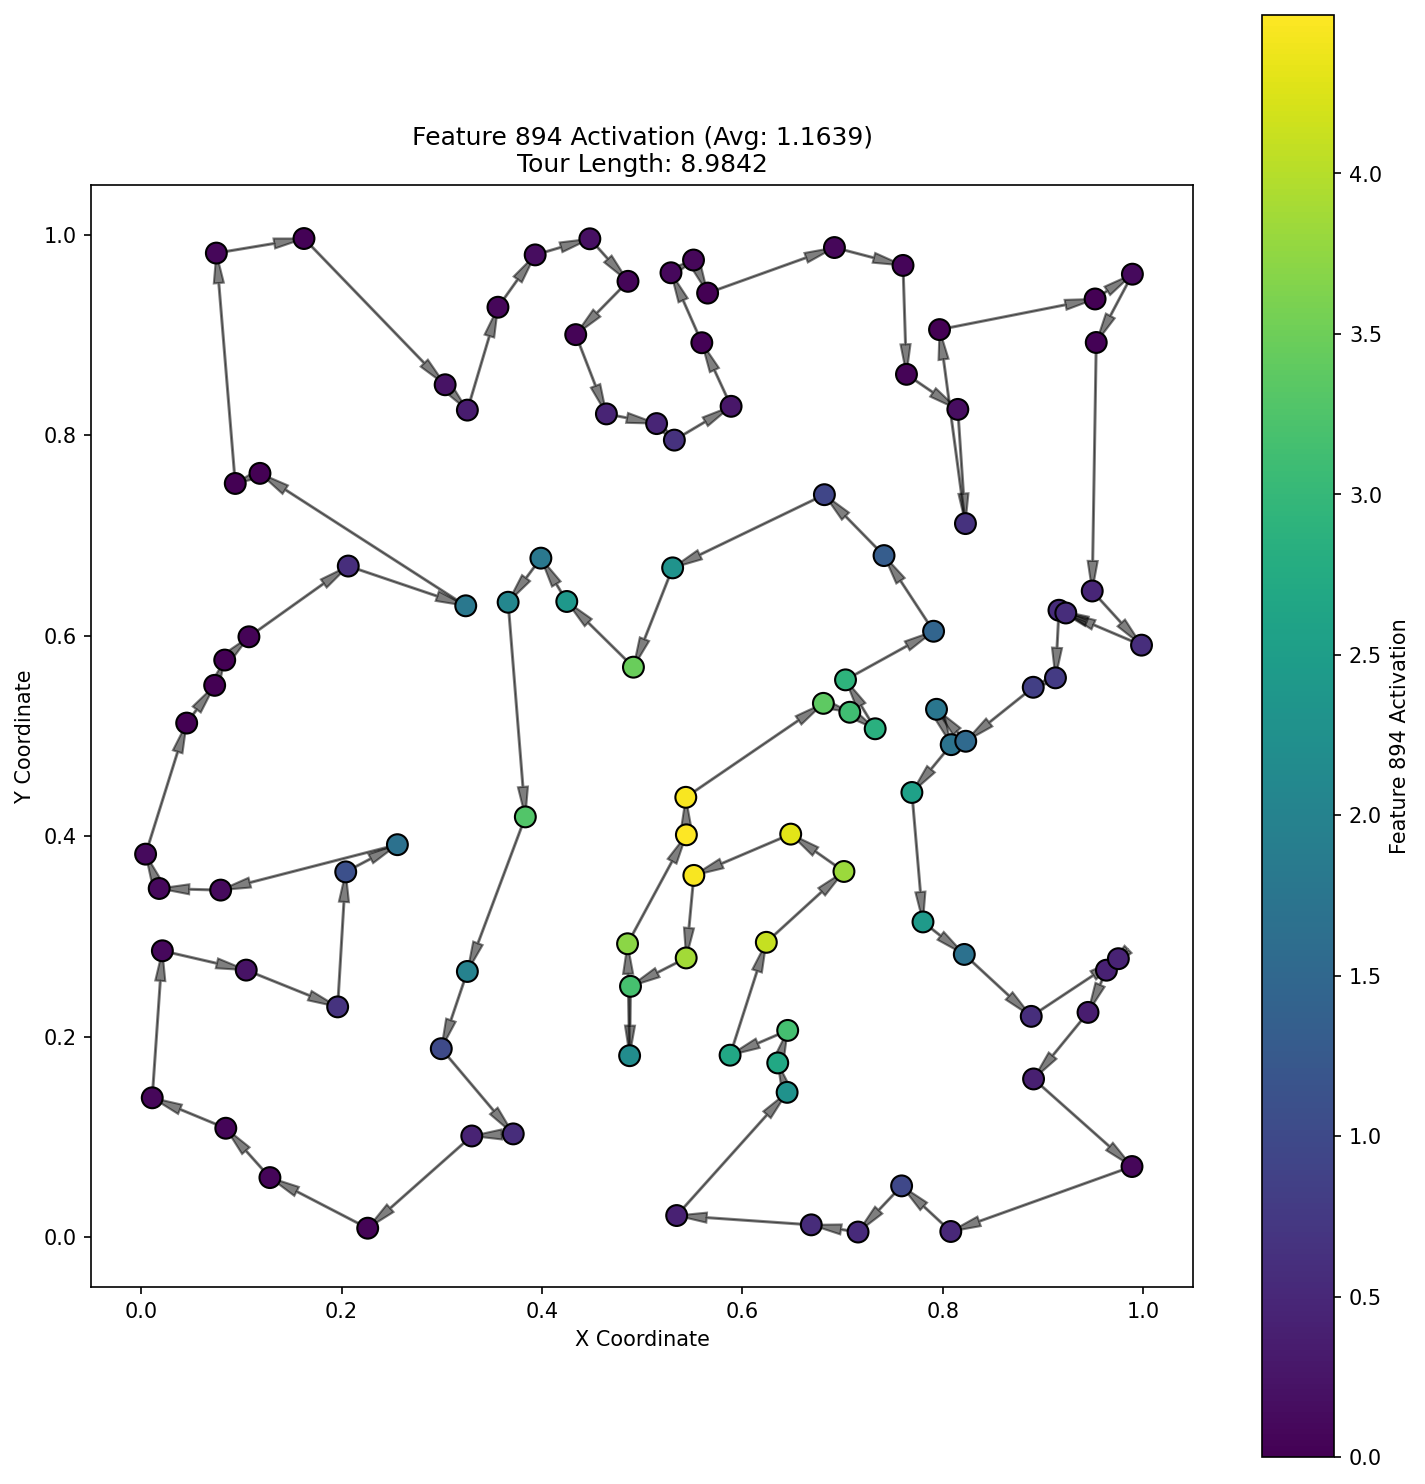 Feature 894 Activation (Avg: 1.1639)
Tour Length: 8.9842
1.0
0.8
0.6
0.4
0.2
0.0
Y Coordinate
0.0 0.2 0.4 0.6 0.8 1.0
X Coordinate
4.0
3.5
3.0
2.5
2.0
1.5
1.0
0.5
0.0
Feature 894 Activation